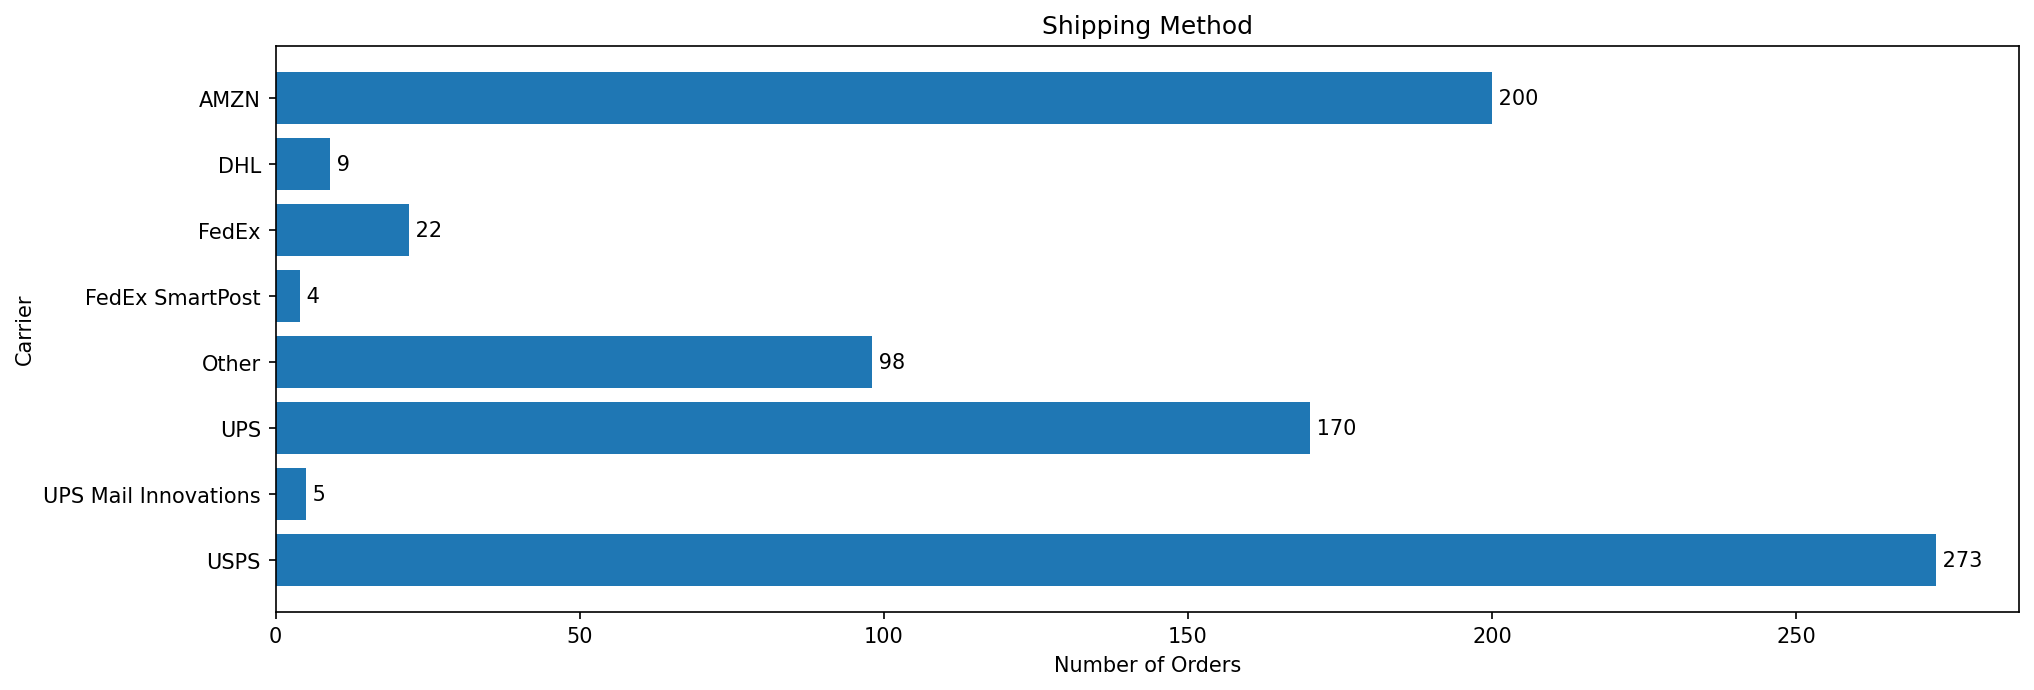 Shipping Method
Carrier
AMZN 200
DHL 9
FedEx 22
FedEx SmartPost 4
Other 98
UPS 170
UPS Mail Innovations 5
USPS 273
0 50 100 150 200 250
Number of Orders